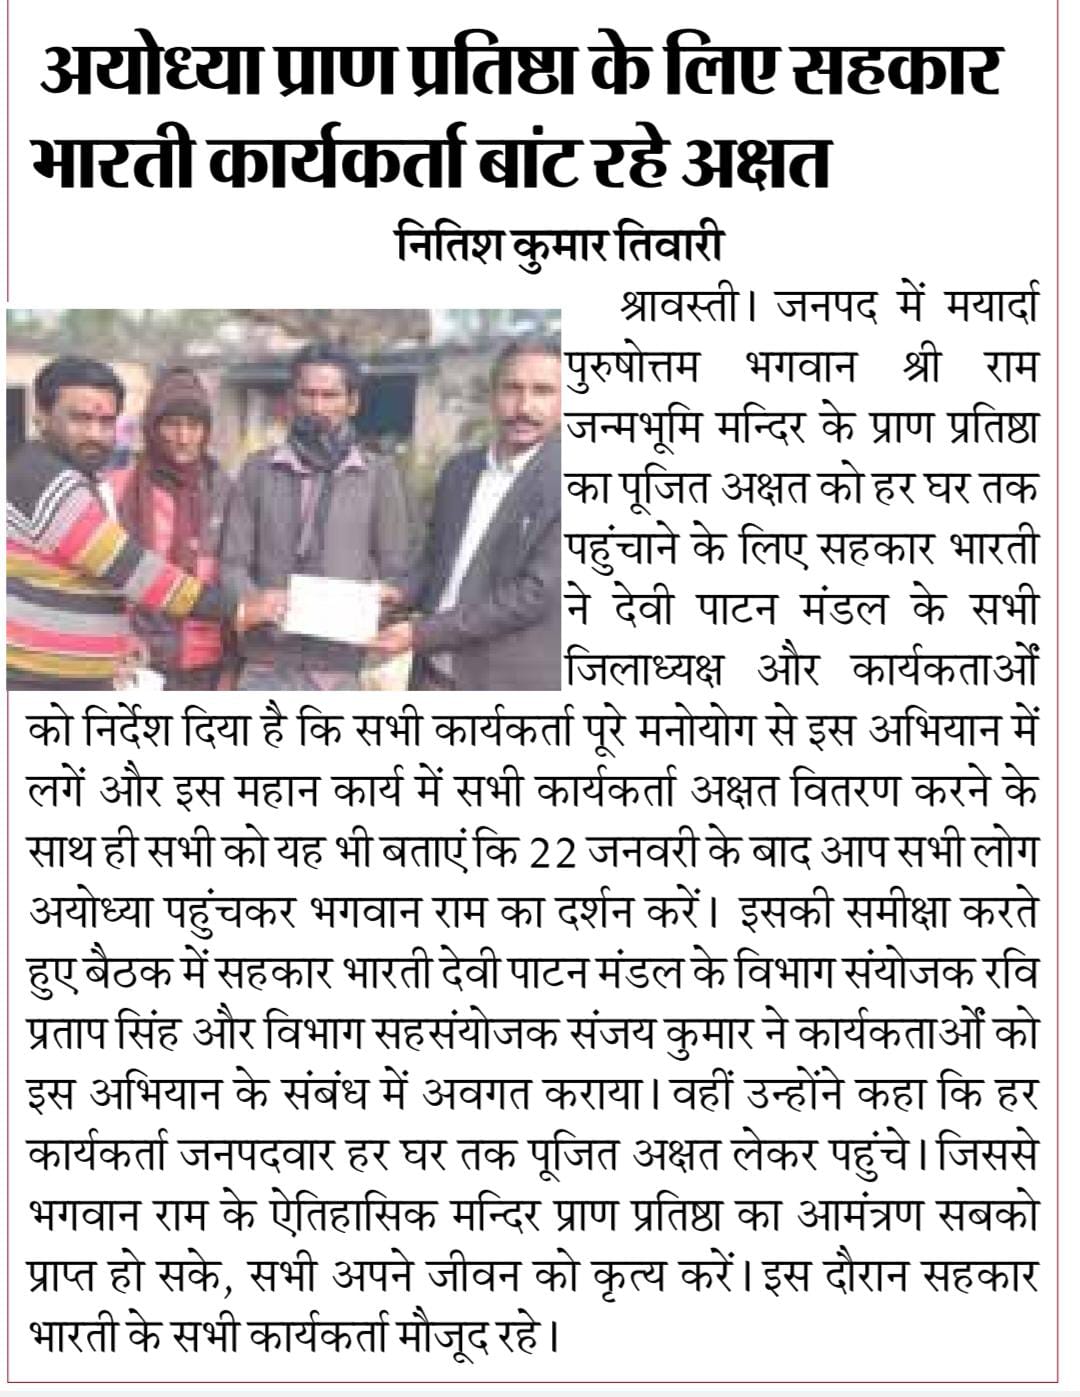 अयोध्या प्राण प्रतिष्ठा के लिए सहकार
भारती कार्यकर्ता बांट रहे अक्षत
नितिश कुमार तिवारी
श्रावस्ती। जनपद में मयार्दा
पुरुषोत्तम भगवान श्री राम
जन्मभूमि मन्दिर के प्राण प्रतिष्ठा
का पूजित अक्षत को हर घर तक
पहुंचाने के लिए सहकार भारती
ने देवी पाटन मंडल के सभी
जिलाध्यक्ष और कार्यकताओं
को निर्देश दिया है कि सभी कार्यकर्ता पूरे मनोयोग से इस अभियान में
लगें और इस महान कार्य में सभी कार्यकर्ता अक्षत वितरण करने के
साथ ही सभी को यह भी बताएं कि 22 जनवरी के बाद आप सभी लोग
अयोध्या पहुंचकर भगवान राम का दर्शन करें। इसकी समीक्षा करते
हुए बैठक में सहकार भारती देवी पाटन मंडल के विभाग संयोजक रवि
प्रताप सिंह और विभाग सहसंयोजक संजय कुमार ने कार्यकताओं को
इस अभियान के संबंध में अवगत कराया। वहीं उन्होंने कहा कि हर
कार्यकर्ता जनपदवार हर घर तक पूजित अक्षत लेकर पहुंचे। जिससे
भगवान राम के ऐतिहासिक मन्दिर प्राण प्रतिष्ठा का आमंत्रण सबको
प्राप्त हो सके, सभी अपने जीवन को कृत्य करें। इस दौरान सहकार
भारती के सभी कार्यकर्ता मौजूद रहे।